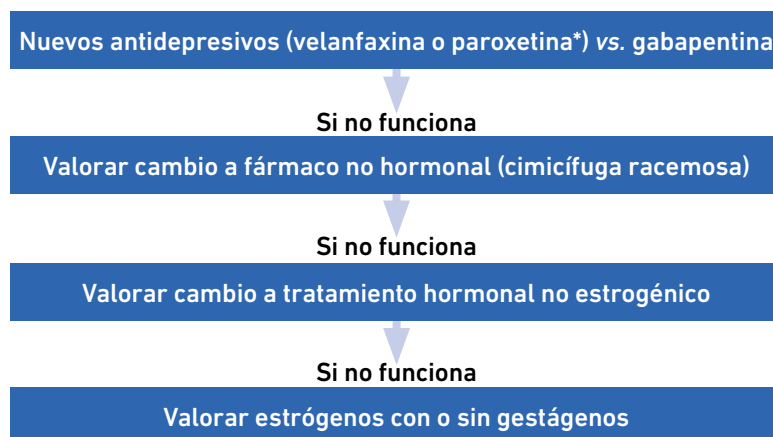 Nuevos antidepresivos (velanfaxina o paroxetina*) vs. gabapentina
Si no funciona
Valorar cambio a fármaco no hormonal (cimicífuga racemosa)
Si no funciona
Valorar cambio a tratamiento hormonal no estrogénico
Si no funciona
Valorar estrógenos con o sin gestágenos